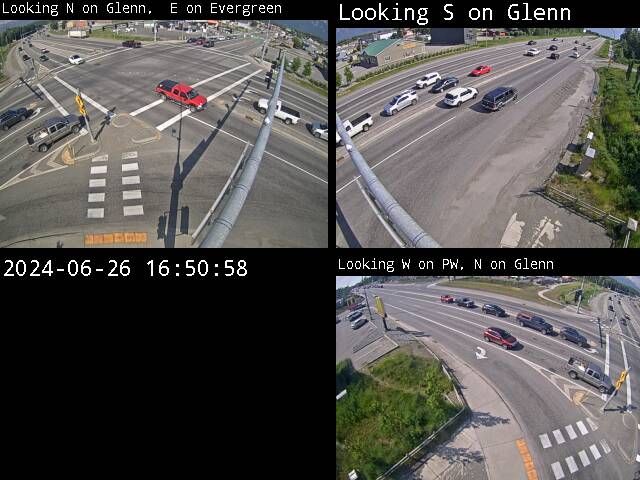 Looking N on Glenn,  E on Evergreen
Looking S on Glenn
2024-06-26 16:50:58
Looking W on PW, N on Glenn